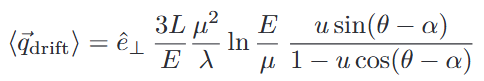 ⟨q⃗_drift⟩ = ê_⊥ (3L/E) (μ²/λ) ln (E/μ) (u sin(θ − α))/(1 − u cos(θ − α))